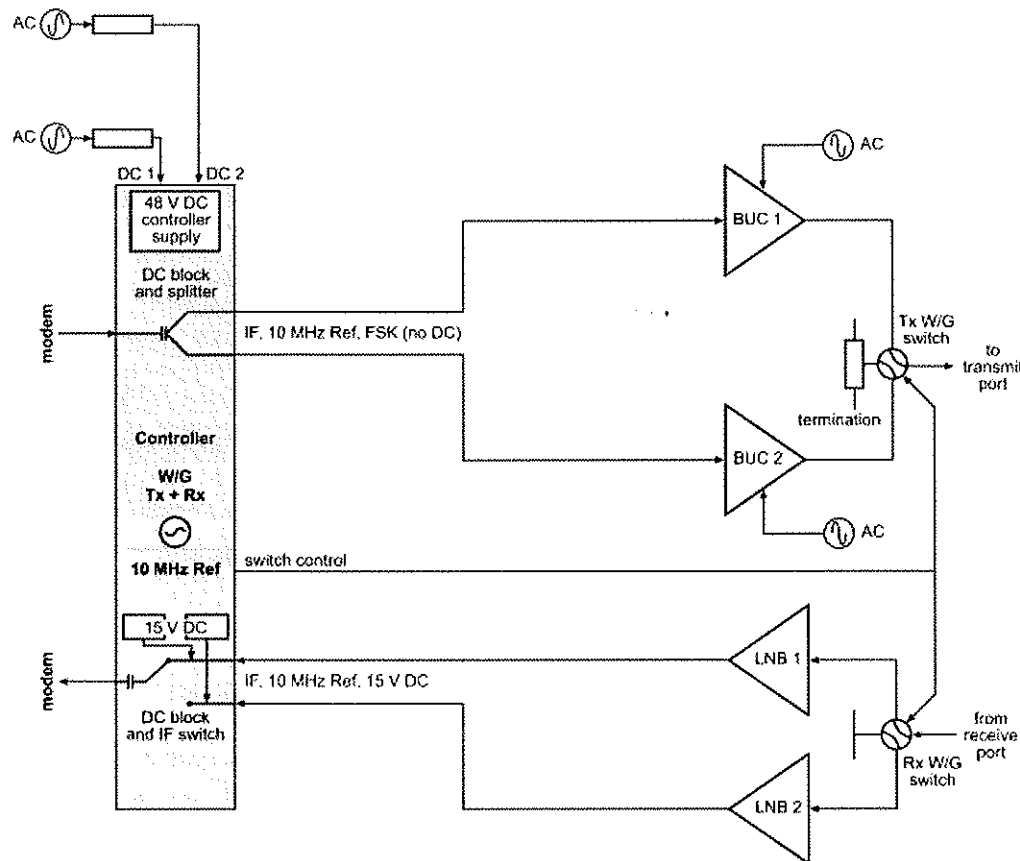 AC
AC
DC 1
DC 2
48 V DC
controller
supply
DC block
and splitter
modem
IF, 10 MHz Ref, FSK (no DC)
BUC 1
AC
Tx W/G
switch
to
transmit
port
termination
BUC 2
AC
Controller
W/G
Tx + Rx
10 MHz Ref
switch control
15 V DC
modem
IF, 10 MHz Ref, 15 V DC
DC block
and IF switch
LNB 1
from
receive
port
Rx W/G
switch
LNB 2